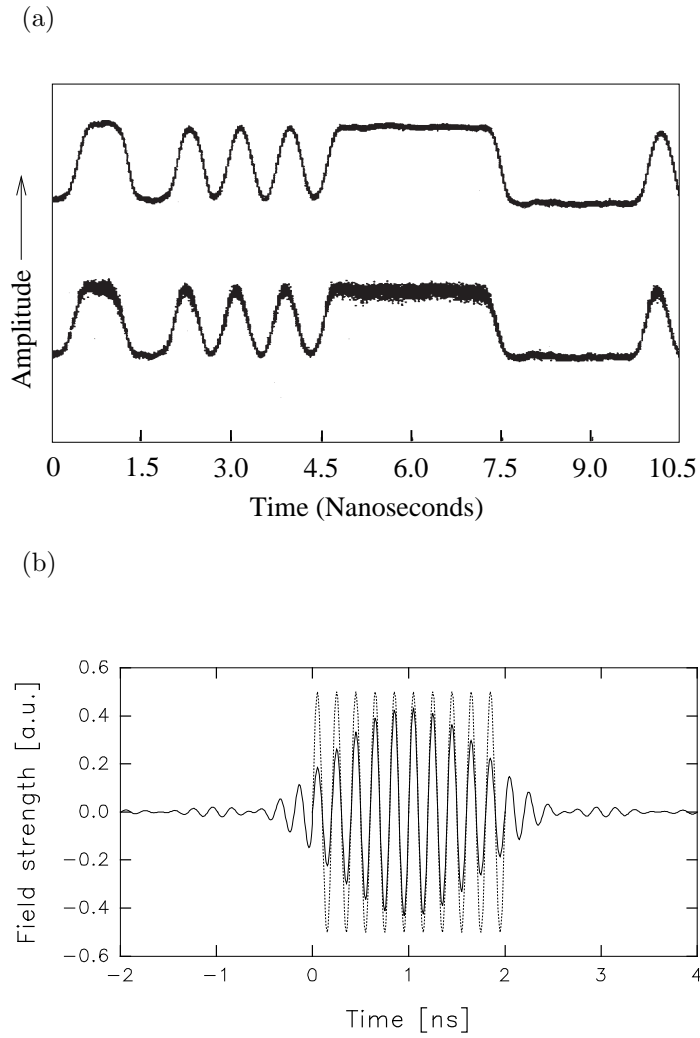 (a)
Amplitude
0 1.5 3.0 4.5 6.0 7.5 9.0 10.5
Time (Nanoseconds)
(b)
Field strength [a.u.]
0.6
0.4
0.2
0.0
−0.2
−0.4
−0.6
−2 −1 0 1 2 3 4
Time [ns]